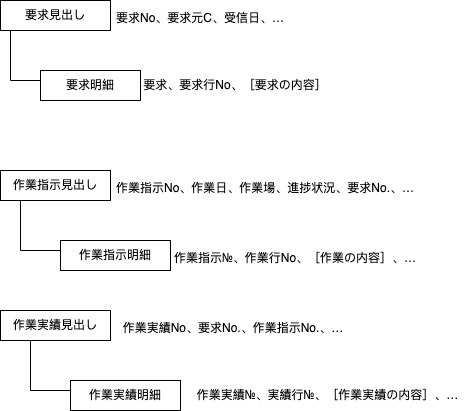 要求見出し
要求No、要求元C、受信日、…
要求明細
要求、要求行No、［要求の内容］
作業指示見出し
作業指示No、作業日、作業場、進捗状況、要求No.、…
作業指示明細
作業指示№、作業行No、［作業の内容］、…
作業実績見出し
作業実績No、要求No.、作業指示No.、…
作業実績明細
作業実績№、実績行№、［作業実績の内容］、…